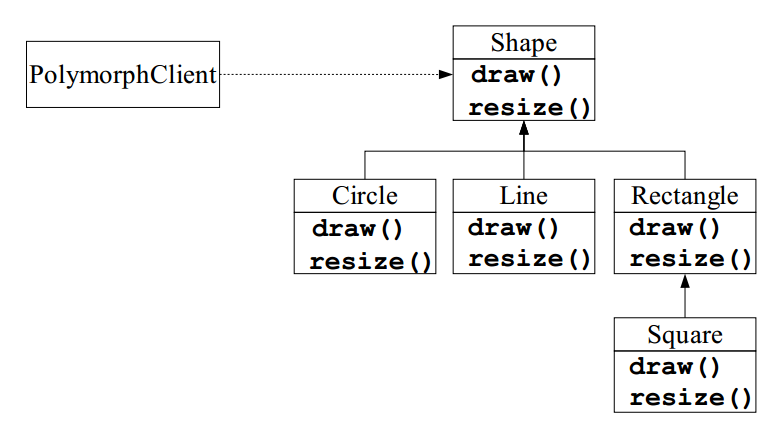 PolymorphClient
Shape
draw()
resize()
Circle
draw()
resize()
Line
draw()
resize()
Rectangle
draw()
resize()
Square
draw()
resize()